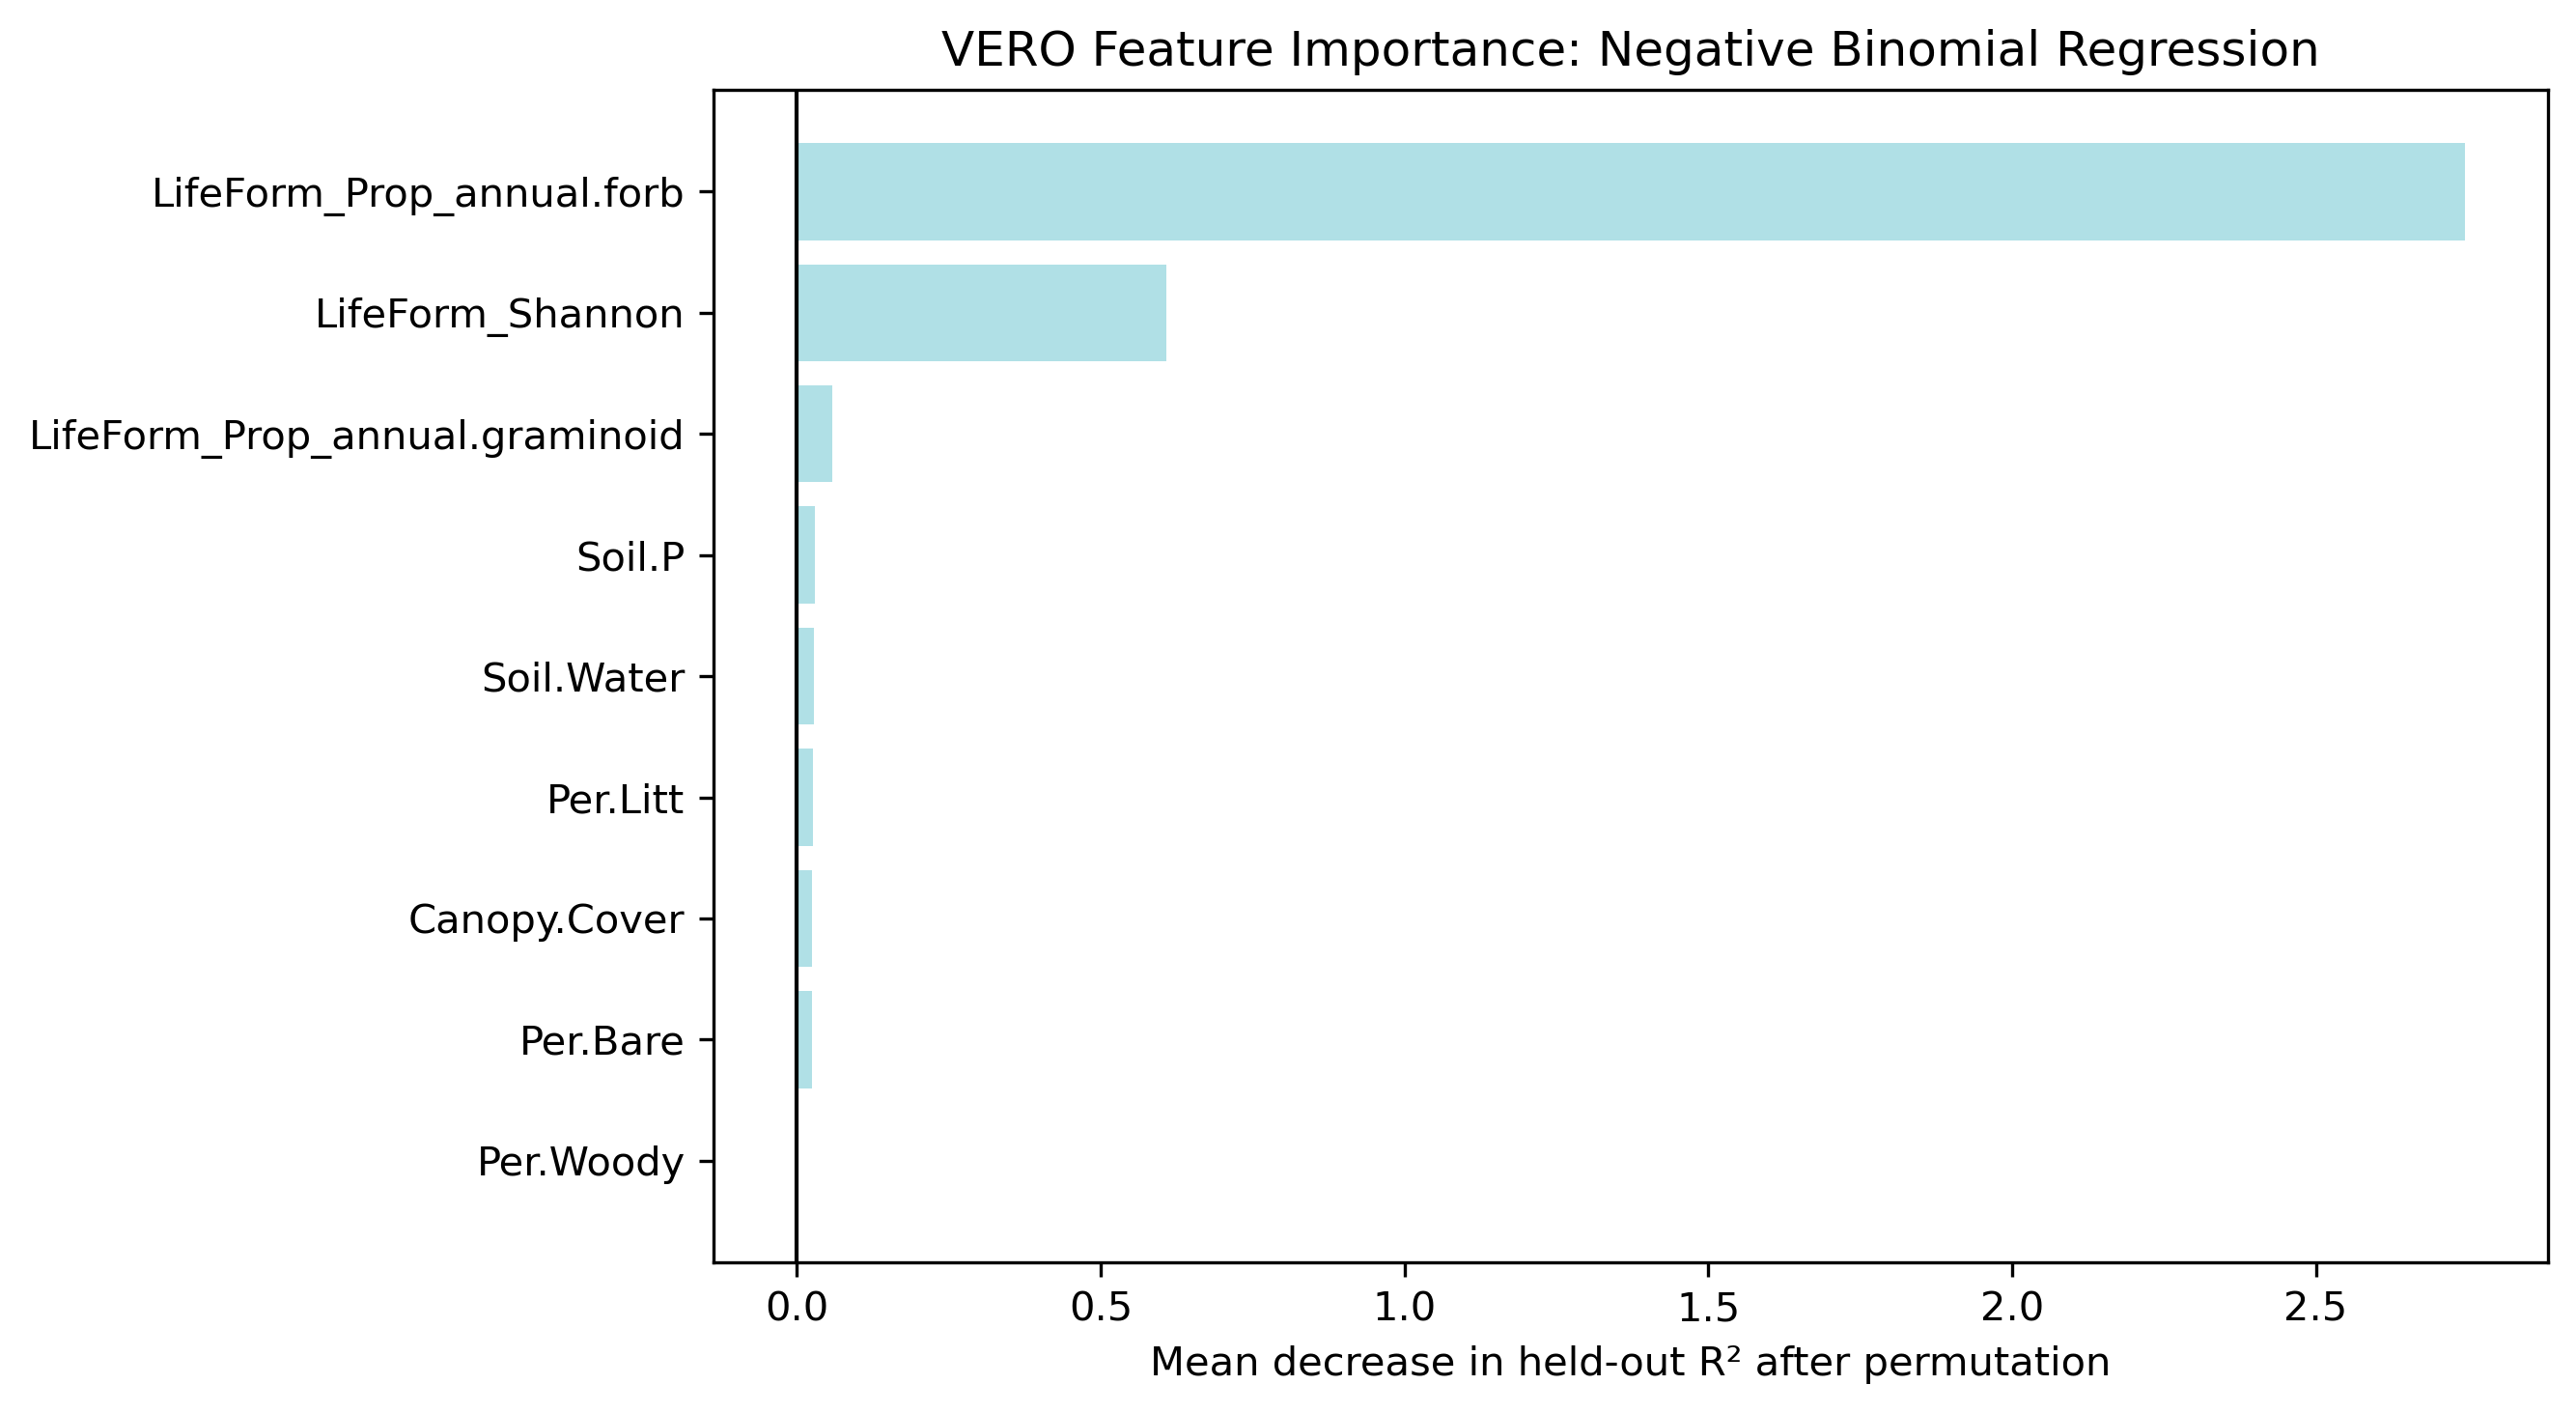 VERO Feature Importance: Negative Binomial Regression
LifeForm_Prop_annual.forb
LifeForm_Shannon
LifeForm_Prop_annual.graminoid
Soil.P
Soil.Water
Per.Litt
Canopy.Cover
Per.Bare
Per.Woody
0.0 0.5 1.0 1.5 2.0 2.5
Mean decrease in held-out R² after permutation